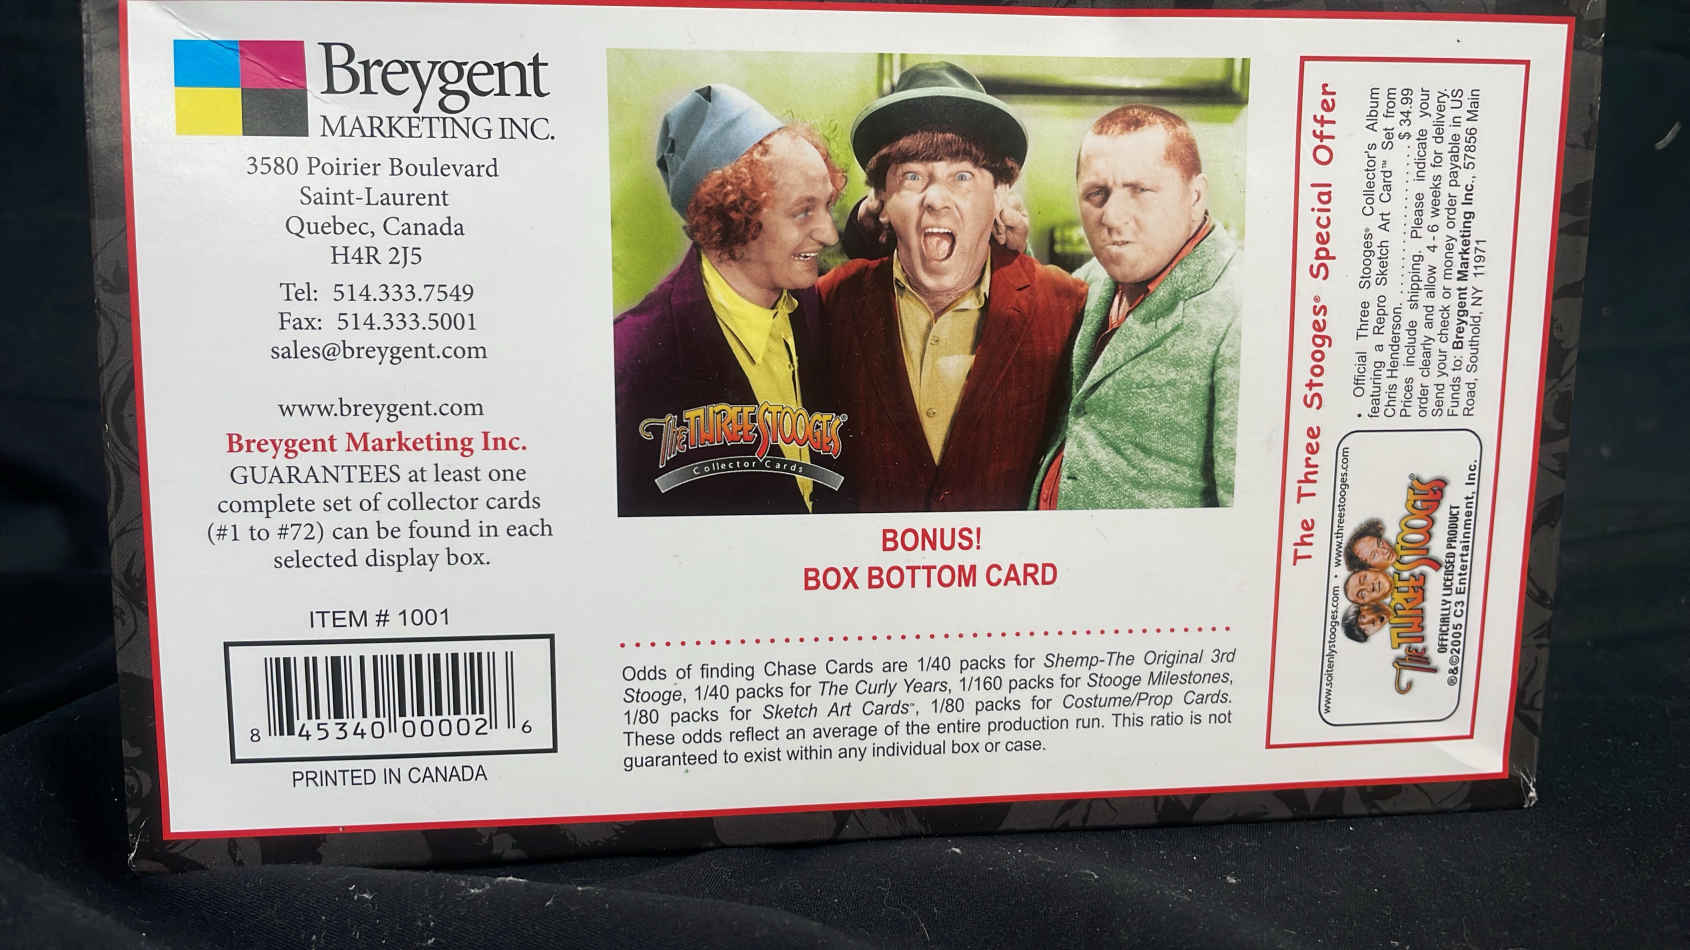 Breygent
MARKETING INC.
3580 Poirier Boulevard
Saint-Laurent
Quebec, Canada
H4R 2J5
Tel: 514.333.7549
Fax: 514.333.5001
sales@breygent.com
www.breygent.com
Breygent Marketing Inc.
GUARANTEES at least one
complete set of collector cards
(#1 to #72) can be found in each
selected display box.
ITEM # 1001
8 45340 00002 6
PRINTED IN CANADA
The THREE STOOGES®
Collector Cards
BONUS!
BOX BOTTOM CARD
Odds of finding Chase Cards are 1/40 packs for Shemp-The Original 3rd
Stooge, 1/40 packs for The Curly Years, 1/160 packs for Stooge Milestones,
1/80 packs for Sketch Art Cards™, 1/80 packs for Costume/Prop Cards.
These odds reflect an average of the entire production run. This ratio is not
guaranteed to exist within any individual box or case.
The Three Stooges® Special Offer
• Official Three Stooges® Collector's Album
featuring a Repro Sketch Art Card™ Set from
Chris Henderson. . . . . . . . . . . . . . . . . . . $ 34.99
Prices include shipping. Please indicate your
order clearly and allow 4 - 6 weeks for delivery.
Send your check or money order payable in US
Funds to: Breygent Marketing Inc., 57856 Main
Road, Southold, NY 11971
www.soitenlystooges.com • www.threestooges.com
The THREE STOOGES®
OFFICIALLY LICENSED PRODUCT
®&©2005 C3 Entertainment, Inc.